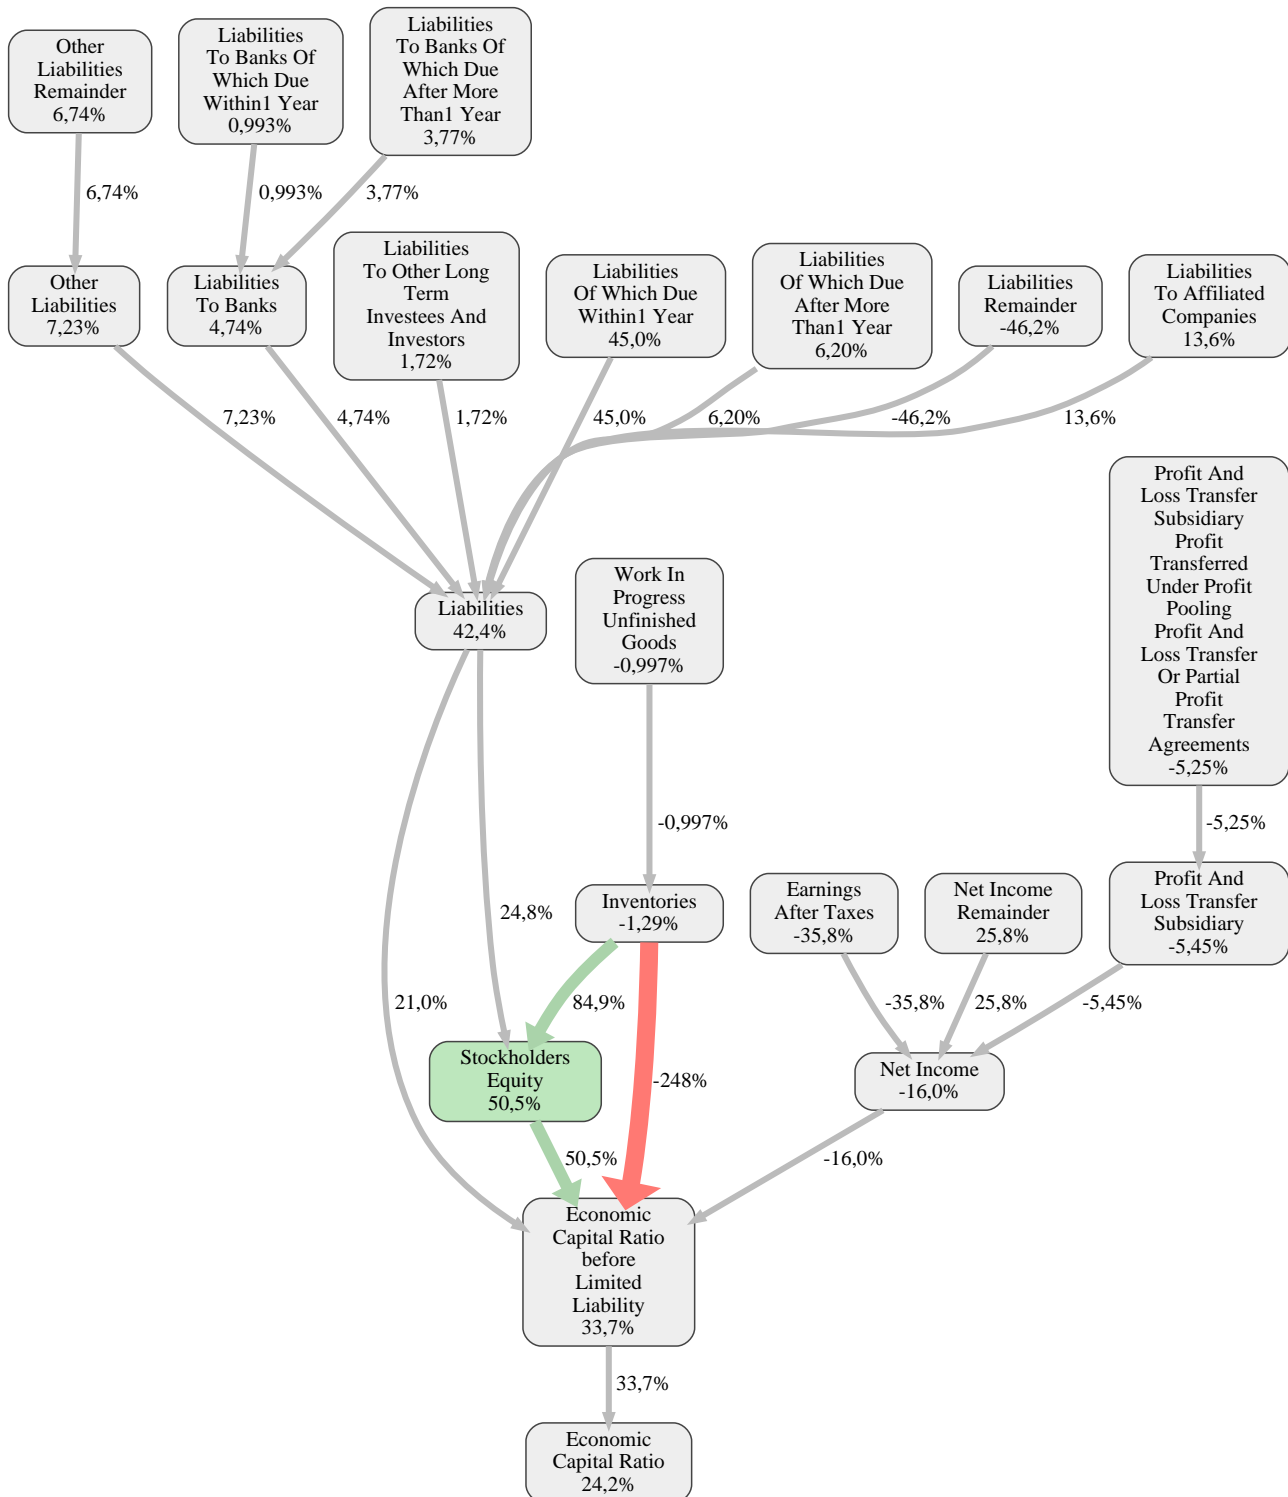 Other
Liabilities
Remainder
6,74%
Liabilities
To Banks Of
Which Due
Within1 Year
0,993%
Liabilities
To Banks Of
Which Due
After More
Than1 Year
3,77%
6,74%
0,993%
3,77%
Other
Liabilities
7,23%
Liabilities
To Banks
4,74%
Liabilities
To Other Long
Term
Investees And
Investors
1,72%
Liabilities
Of Which Due
Within1 Year
45,0%
Liabilities
Of Which Due
After More
Than1 Year
6,20%
Liabilities
Remainder
-46,2%
Liabilities
To Affiliated
Companies
13,6%
7,23%
4,74%
1,72%
45,0%
6,20%
-46,2%
13,6%
Profit And
Loss Transfer
Subsidiary
Profit
Transferred
Under Profit
Pooling
Profit And
Loss Transfer
Or Partial
Profit
Transfer
Agreements
-5,25%
Liabilities
42,4%
Work In
Progress
Unfinished
Goods
-0,997%
-0,997%
-5,25%
Inventories
-1,29%
Earnings
After Taxes
-35,8%
Net Income
Remainder
25,8%
Profit And
Loss Transfer
Subsidiary
-5,45%
24,8%
21,0%
84,9%
-248%
-35,8%
25,8%
-5,45%
Stockholders
Equity
50,5%
Net Income
-16,0%
50,5%
-16,0%
Economic
Capital Ratio
before
Limited
Liability
33,7%
33,7%
Economic
Capital Ratio
24,2%